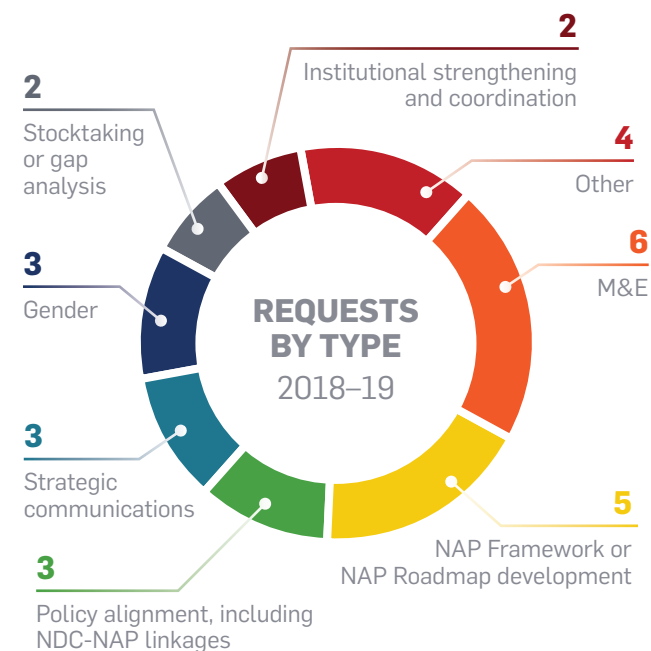 REQUESTS
BY TYPE
2018–19
2
Institutional strengthening
and coordination
4
Other
6
M&E
5
NAP Framework or
NAP Roadmap development
3
Policy alignment, including
NDC-NAP linkages
3
Strategic
communications
3
Gender
2
Stocktaking
or gap
analysis